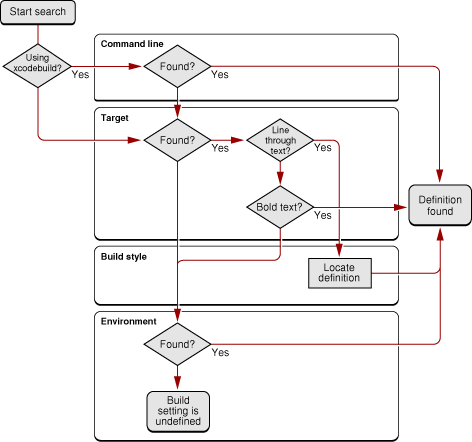 Start search
Using
xcodebuild?
Yes
Command line
Found?
Yes
Target
Found?
Yes
Line
through
text?
Yes
Bold text?
Yes
Definition
found
Build style
Locate
definition
Environment
Found?
Yes
Build
setting is
undefined